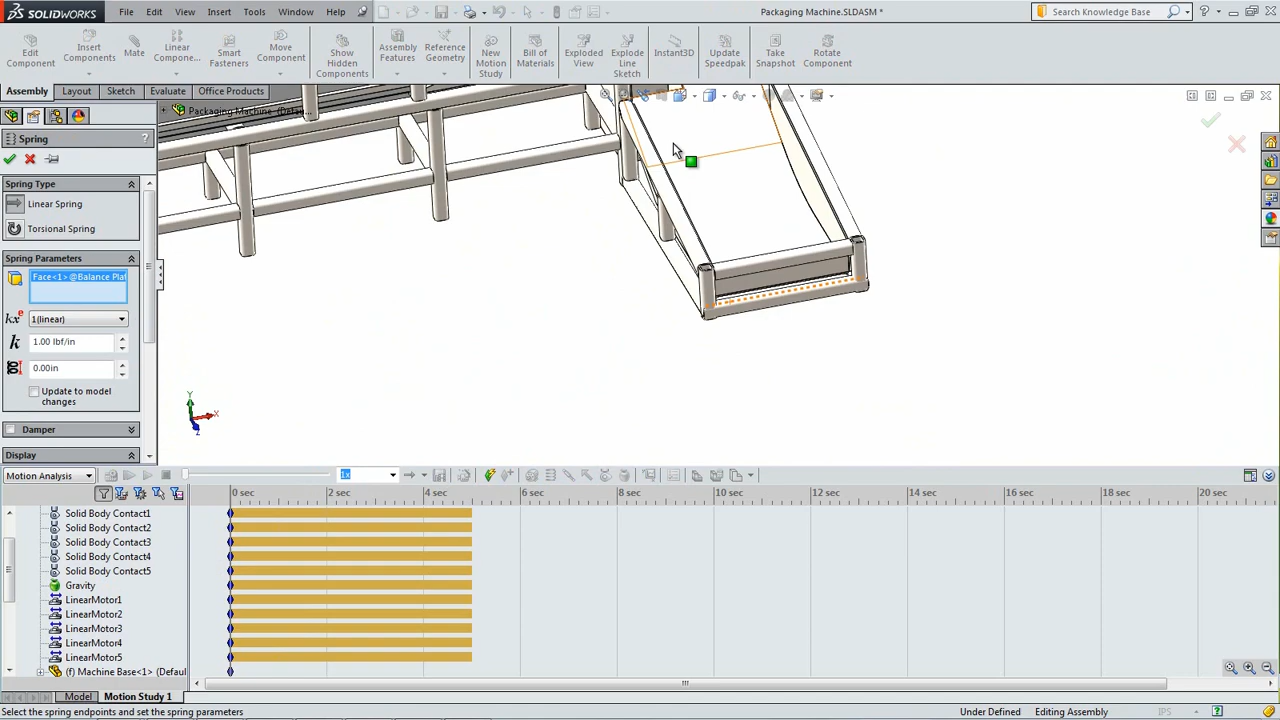 SOLIDWORKS File Edit View Insert Tools Window Help Packaging Machine.SLDASM * Search Knowledge Base
Edit Component
Insert Components
Mate
Linear Compone...
Smart Fasteners
Move Component
Show Hidden Components
Assembly Features
Reference Geometry
New Motion Study
Bill of Materials
Exploded View
Explode Line Sketch
Instant3D
Update Speedpak
Take Snapshot
Rotate Component
Assembly Layout Sketch Evaluate Office Products
Packaging Machine (Defau...
Spring ?
Spring Type
Linear Spring
Torsional Spring
Spring Parameters
Face<1> @Balance Plat
kx e 1(linear)
k 1.00 lbf/in
0.00in
Update to model changes
Damper
Display
Y
X
Z
Motion Analysis 1x
0 sec 2 sec 4 sec 6 sec 8 sec 10 sec 12 sec 14 sec 16 sec 18 sec 20 sec
Solid Body Contact1
Solid Body Contact2
Solid Body Contact3
Solid Body Contact4
Solid Body Contact5
Gravity
LinearMotor1
LinearMotor2
LinearMotor3
LinearMotor4
LinearMotor5
(f) Machine Base<1> (Defaul
Model Motion Study 1
Select the spring endpoints and set the spring parameters Under Defined Editing Assembly IPS